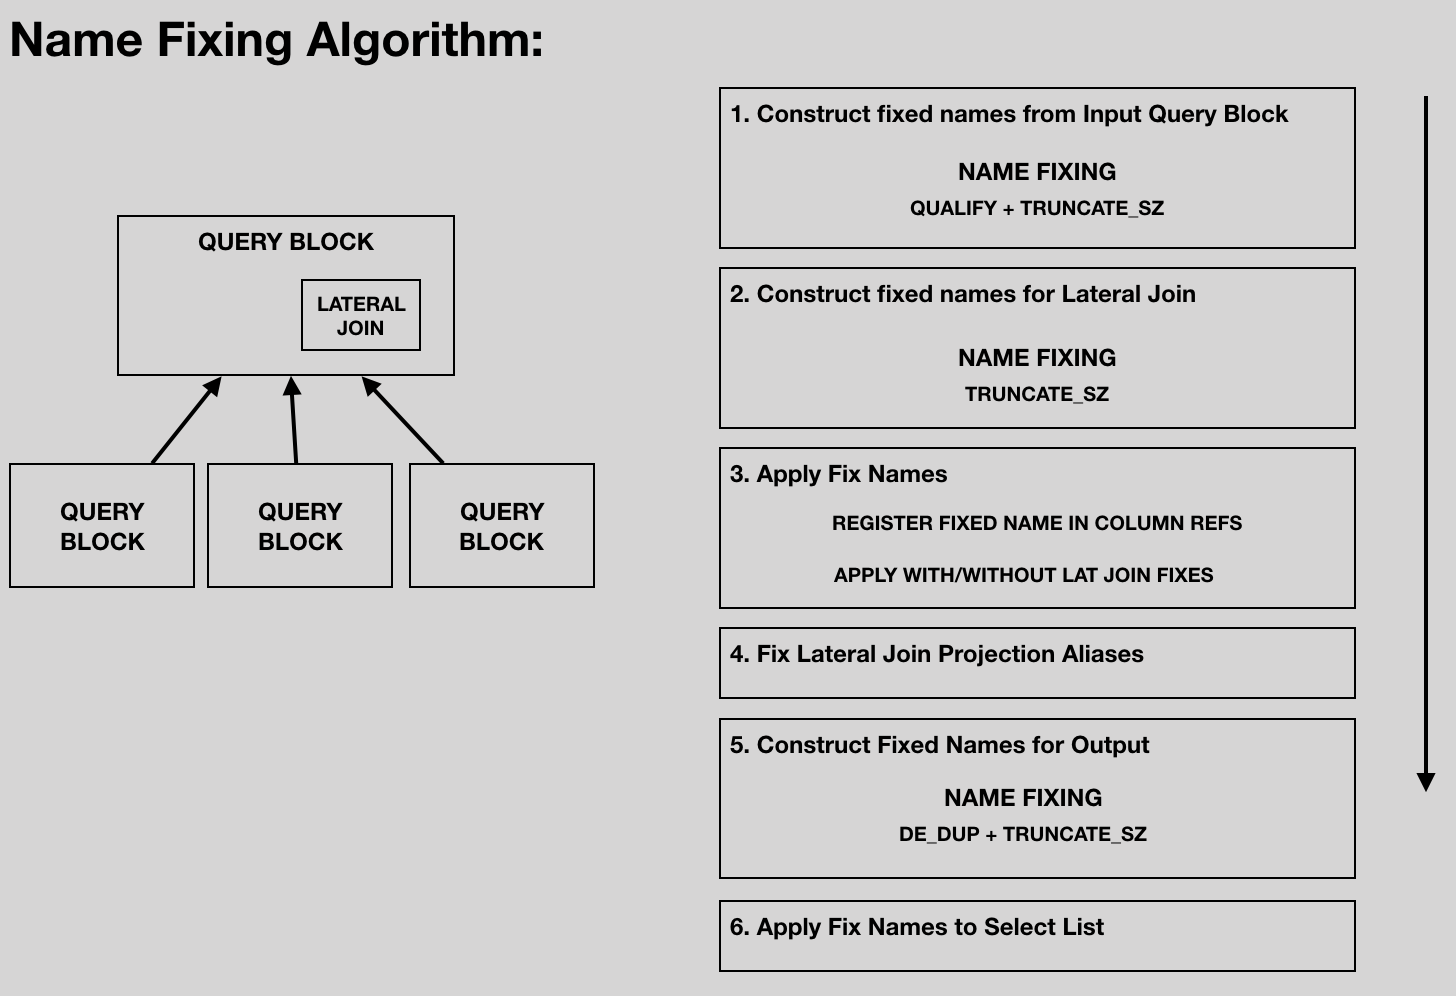 Name Fixing Algorithm:
QUERY BLOCK
LATERAL
JOIN
QUERY
BLOCK
QUERY
BLOCK
QUERY
BLOCK
1. Construct fixed names from Input Query Block
NAME FIXING
QUALIFY + TRUNCATE_SZ
2. Construct fixed names for Lateral Join
NAME FIXING
TRUNCATE_SZ
3. Apply Fix Names
REGISTER FIXED NAME IN COLUMN REFS
APPLY WITH/WITHOUT LAT JOIN FIXES
4. Fix Lateral Join Projection Aliases
5. Construct Fixed Names for Output
NAME FIXING
DE_DUP + TRUNCATE_SZ
6. Apply Fix Names to Select List